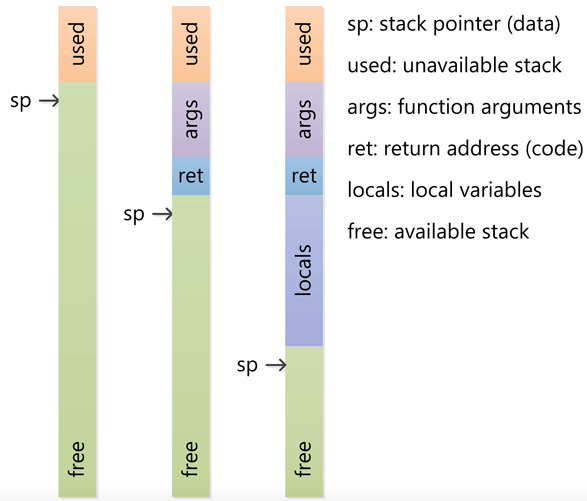 used
used
used
sp: stack pointer (data)
used: unavailable stack
sp →
args
args
args: function arguments
ret
ret
ret: return address (code)
locals: local variables
sp →
free: available stack
locals
sp →
free
free
free